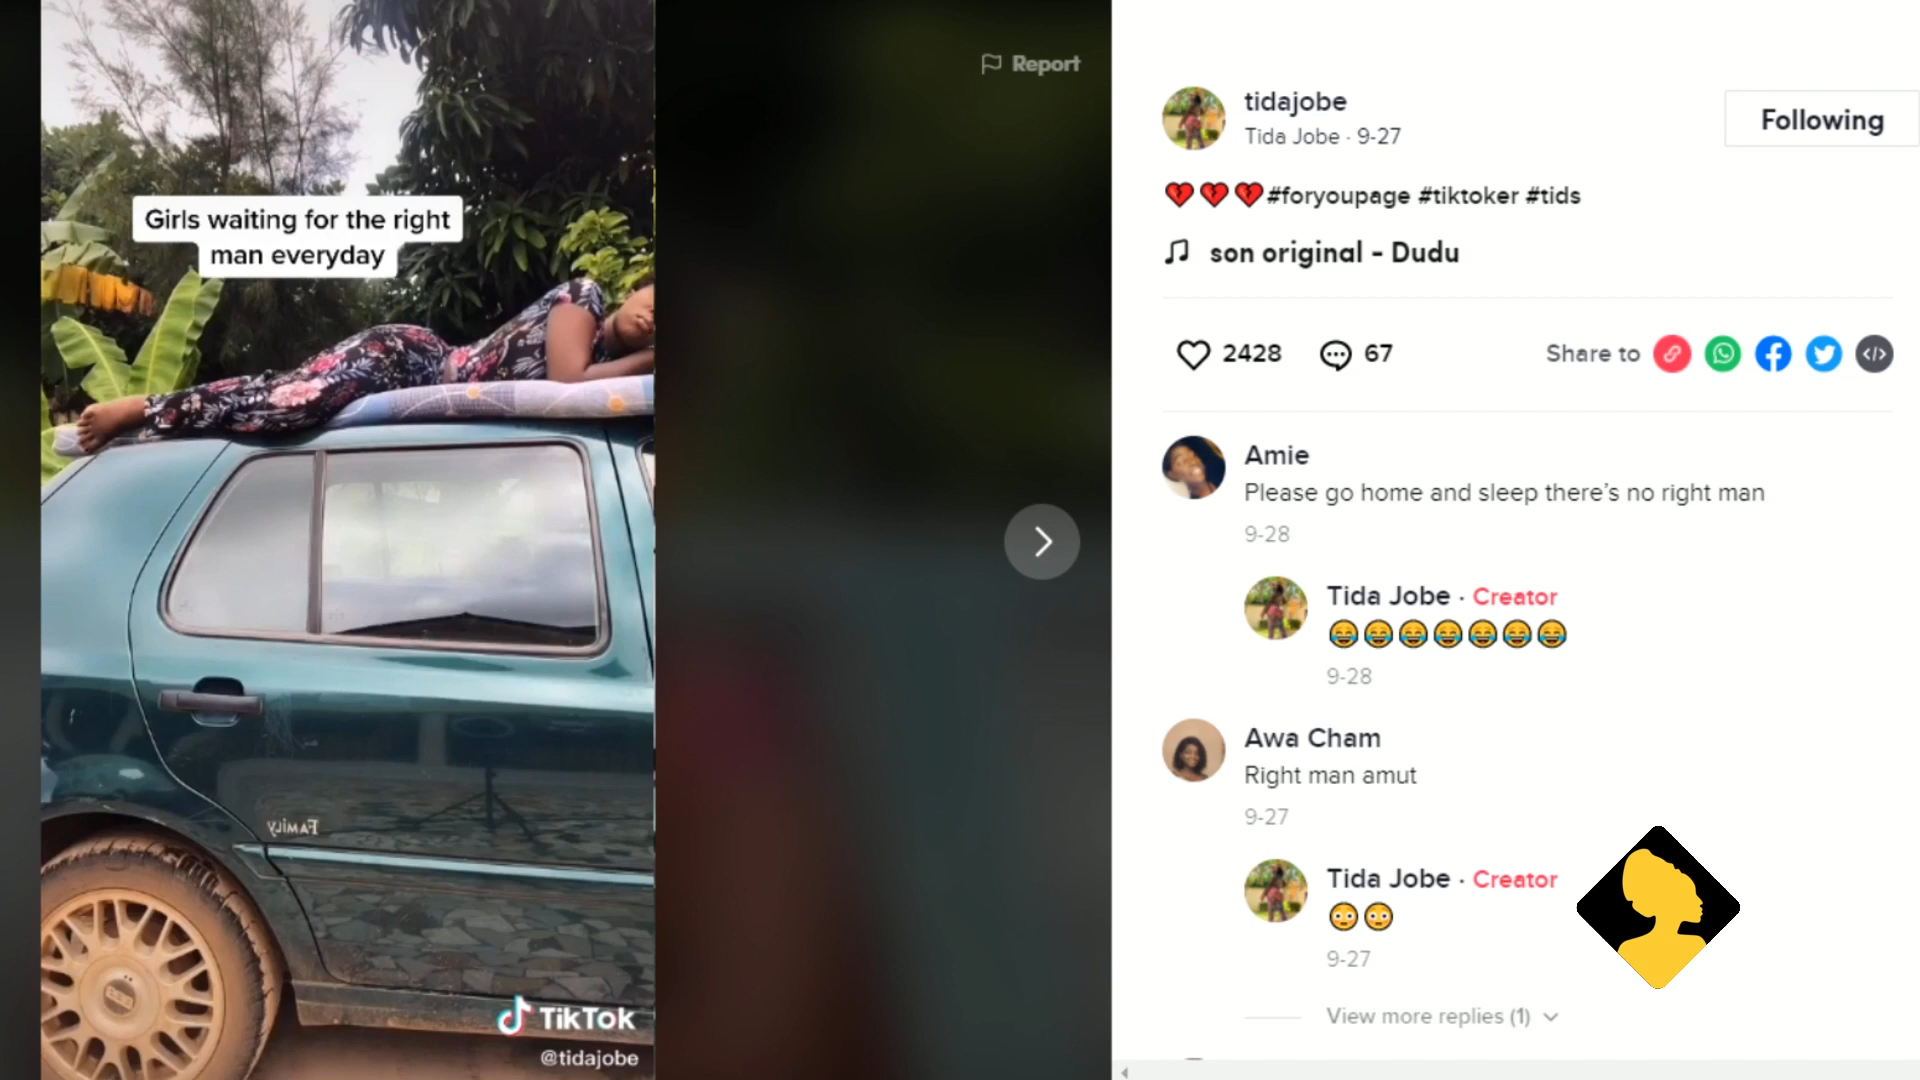 Girls waiting for the right
man everyday
FAMiLY
TikTok
@tidajobe
Report
tidajobe
Tida Jobe · 9-27
Following
💔💔💔#foryoupage #tiktoker #tids
son original - Dudu
2428
67
Share to
Amie
Please go home and sleep there's no right man
9-28
Tida Jobe · Creator
😂😂😂😂😂😂😂
9-28
Awa Cham
Right man amut
9-27
Tida Jobe · Creator
😳😳
9-27
View more replies (1)